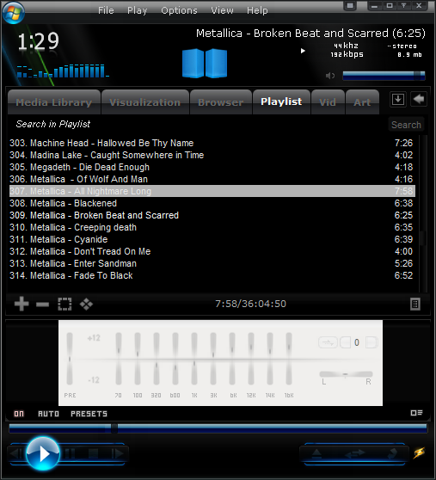 File Play Options View Help
1:29
Metallica - Broken Beat and Scarred (6:25)
44khz -stereo
192kbps 8.9 mb
Media Library Visualization Browser Playlist Vid Art
Search in Playlist Search
303. Machine Head - Hallowed Be Thy Name 7:26
304. Madina Lake - Caught Somewhere in Time 4:02
305. Megadeth - Die Dead Enough 4:18
306. Metallica - Of Wolf And Man 4:16
307. Metallica - All Nightmare Long 7:58
308. Metallica - Blackened 6:38
309. Metallica - Broken Beat and Scarred 6:25
310. Metallica - Creeping death 6:35
311. Metallica - Cyanide 6:39
312. Metallica - Don't Tread On Me 4:00
313. Metallica - Enter Sandman 5:26
314. Metallica - Fade To Black 6:52
7:58/36:04:50
+12 0
-12 L R
PRE 70 180 320 600 1K 3K 6K 12K 14K 16K
ON AUTO PRESETS